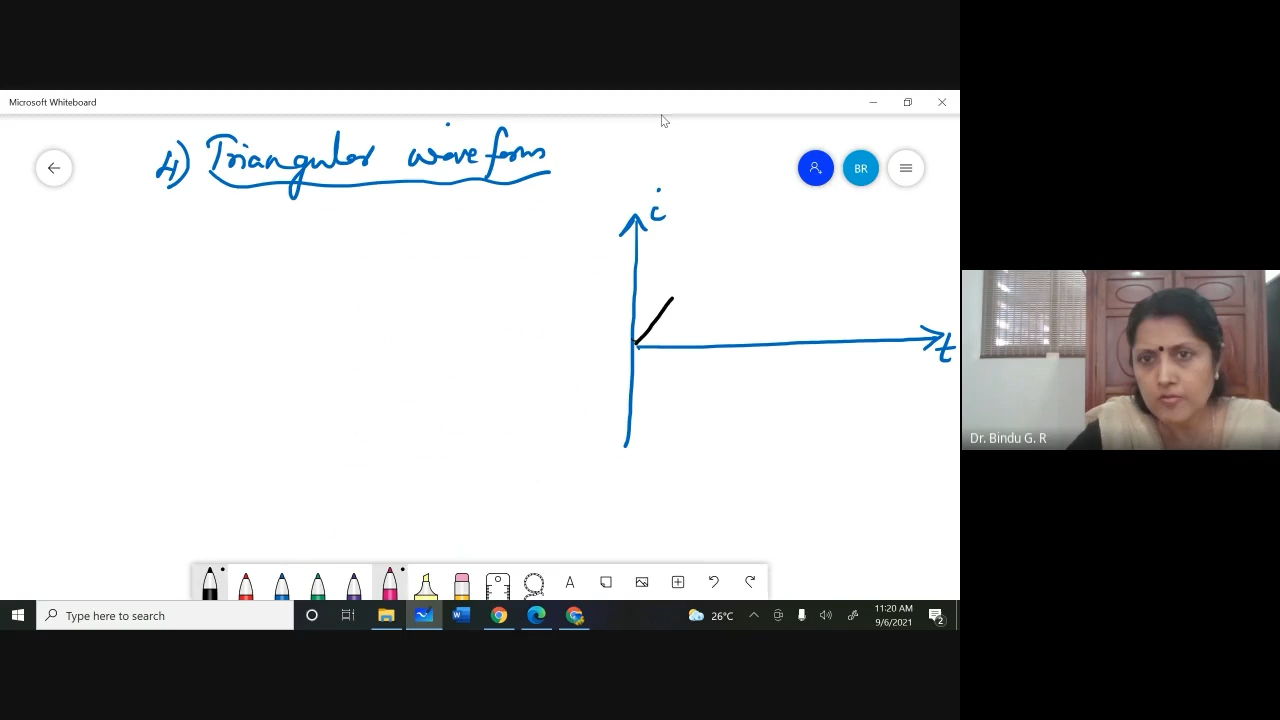 Microsoft Whiteboard
4) Triangular waveform
BR
i
t
Dr. Bindu G. R
A
Type here to search
26°C
11:20 AM
9/6/2021
2